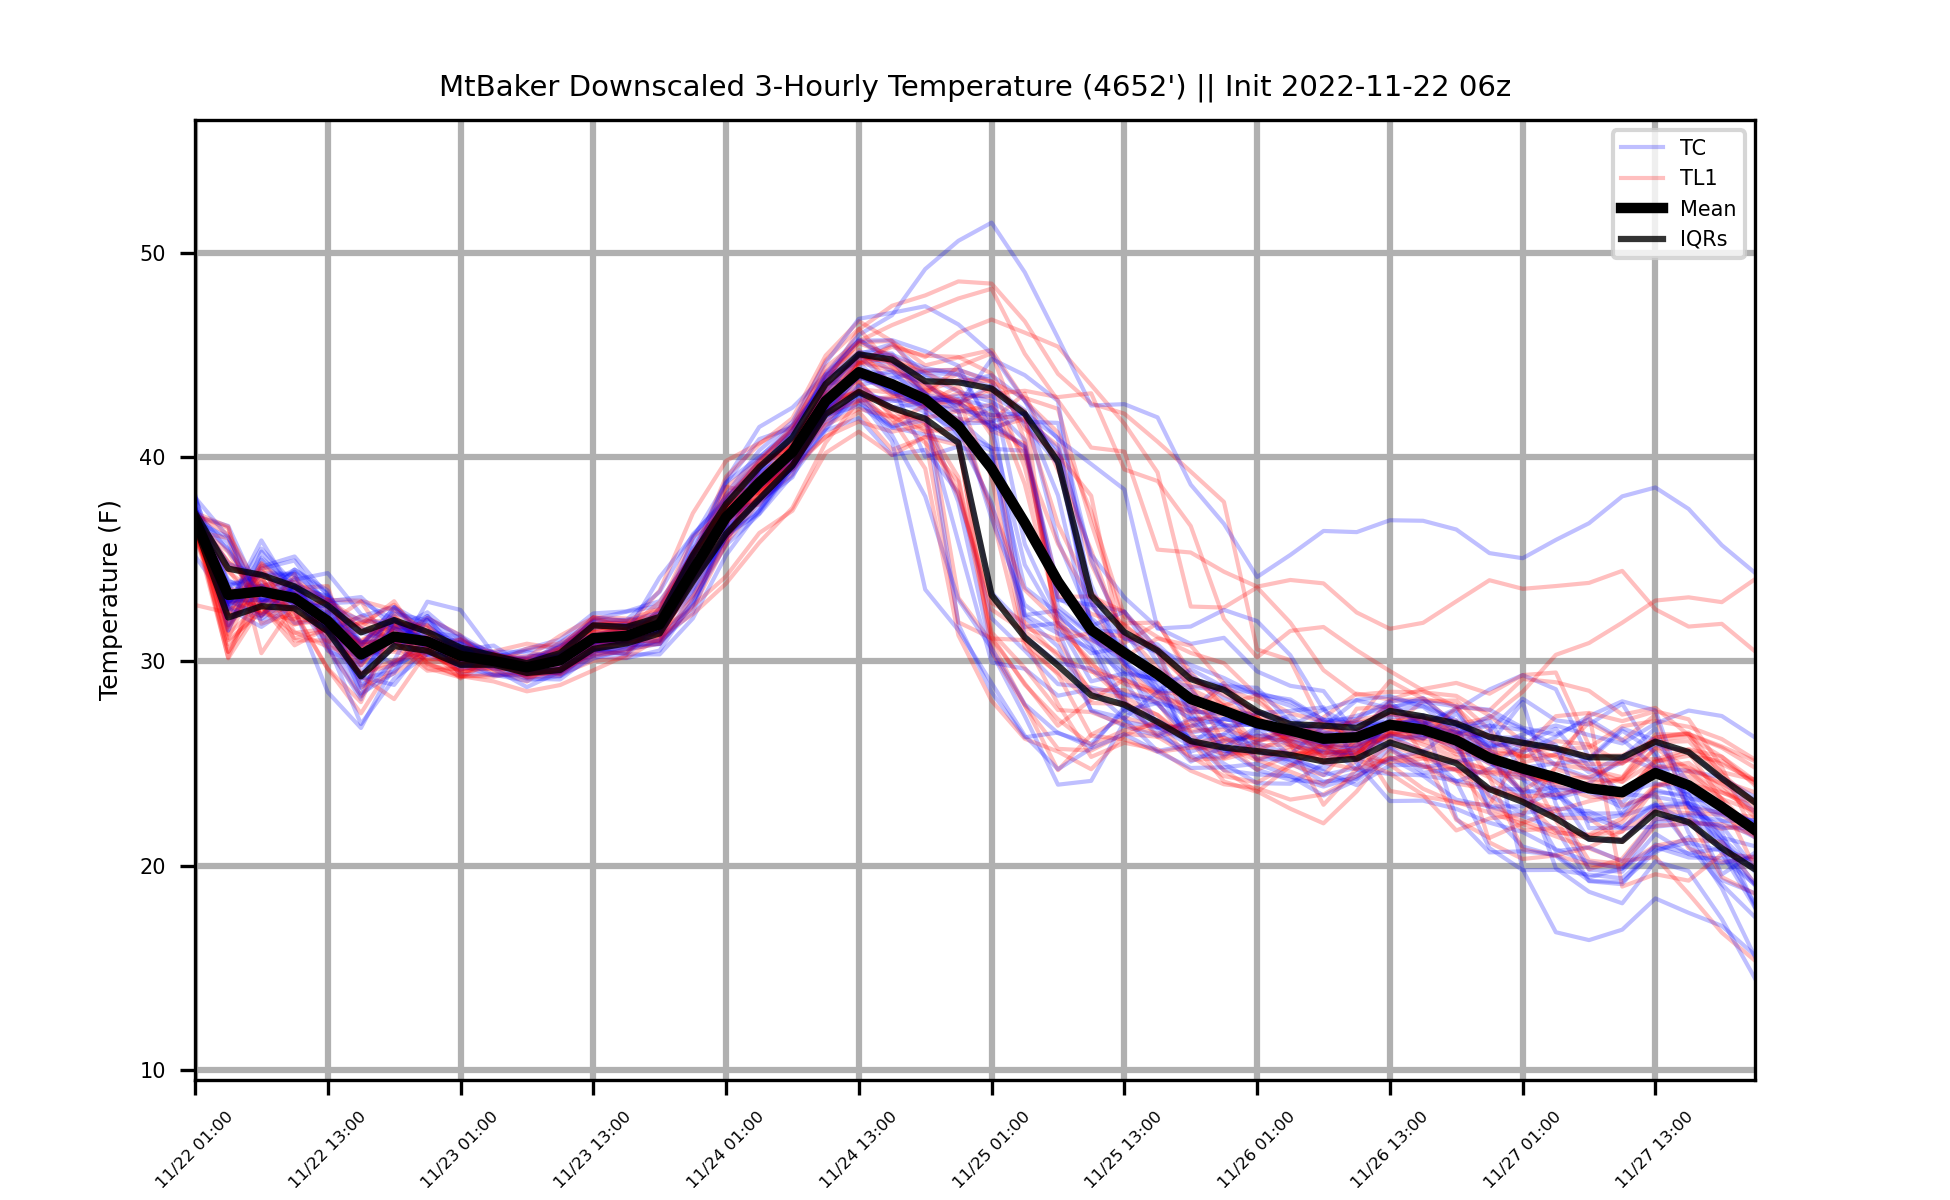 MtBaker Downscaled 3-Hourly Temperature (4652') || Init 2022-11-22 06z
TC
TL1
Mean
IQRs
Temperature (F)
50
40
30
20
10
11/22 01:00
11/22 13:00
11/23 01:00
11/23 13:00
11/24 01:00
11/24 13:00
11/25 01:00
11/25 13:00
11/26 01:00
11/26 13:00
11/27 01:00
11/27 13:00